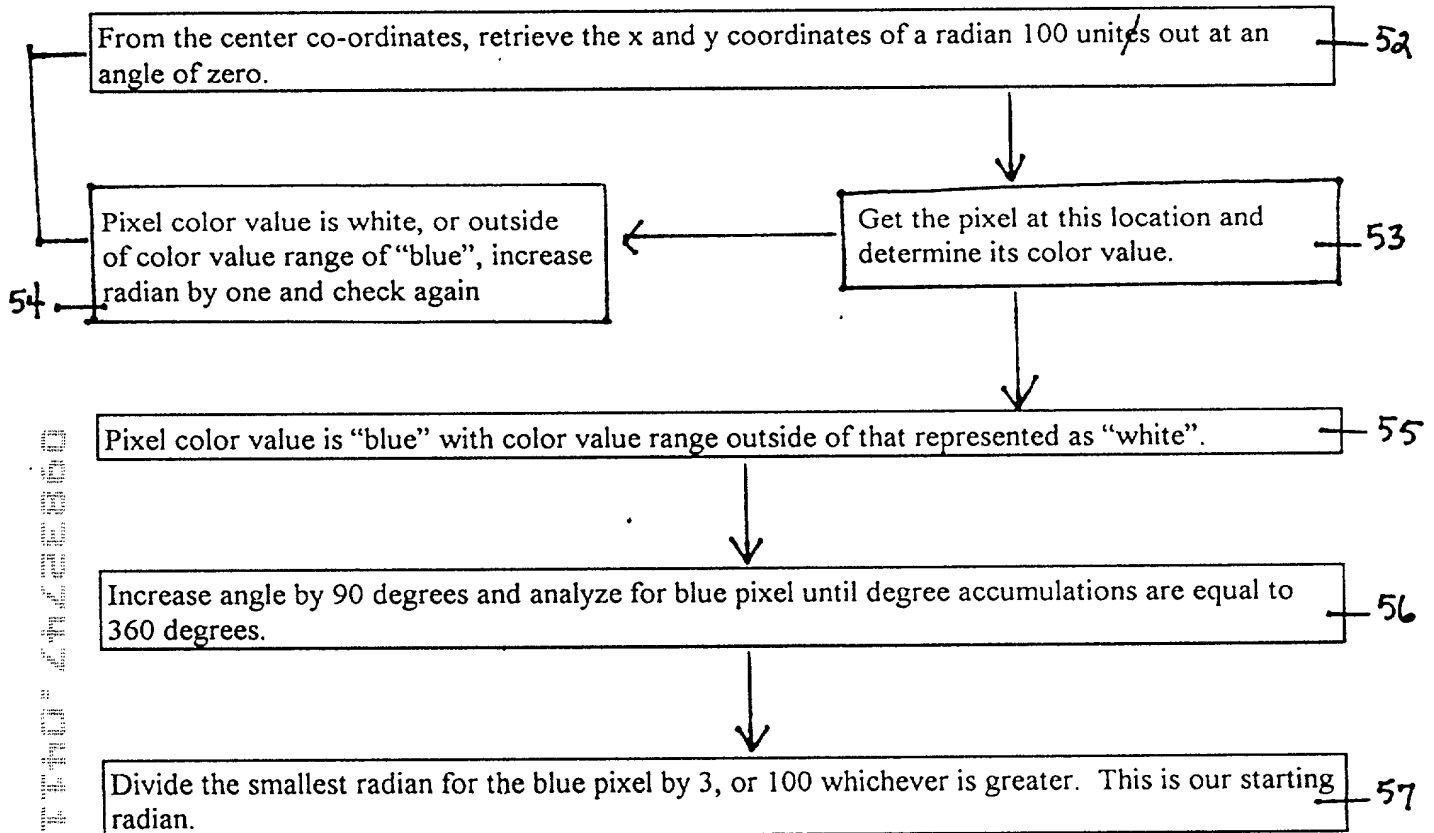 From the center co-ordinates, retrieve the x and y coordinates of a radian 100 units out at an
angle of zero.
52
Pixel color value is white, or outside
of color value range of “blue”, increase
radian by one and check again
54
Get the pixel at this location and
determine its color value.
53
Pixel color value is “blue” with color value range outside of that represented as “white”.
55
Increase angle by 90 degrees and analyze for blue pixel until degree accumulations are equal to
360 degrees.
56
Divide the smallest radian for the blue pixel by 3, or 100 whichever is greater. This is our starting
radian.
57